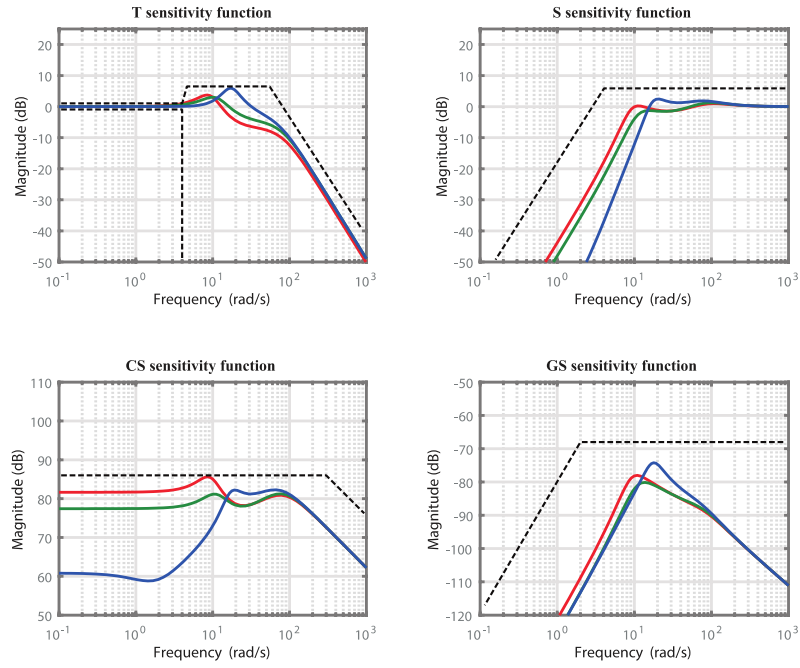 T sensitivity function
S sensitivity function
20
10
0
-10
-20
-30
-40
-50
Magnitude (dB)
10^-1 10^0 10^1 10^2 10^3
Frequency (rad/s)
20
10
0
-10
-20
-30
-40
-50
Magnitude (dB)
10^-1 10^0 10^1 10^2 10^3
Frequency (rad/s)
CS sensitivity function
GS sensitivity function
110
100
90
80
70
60
50
Magnitude (dB)
10^-1 10^0 10^1 10^2 10^3
Frequency (rad/s)
-50
-60
-70
-80
-90
-100
-110
-120
Magnitude (dB)
10^-1 10^0 10^1 10^2 10^3
Frequency (rad/s)